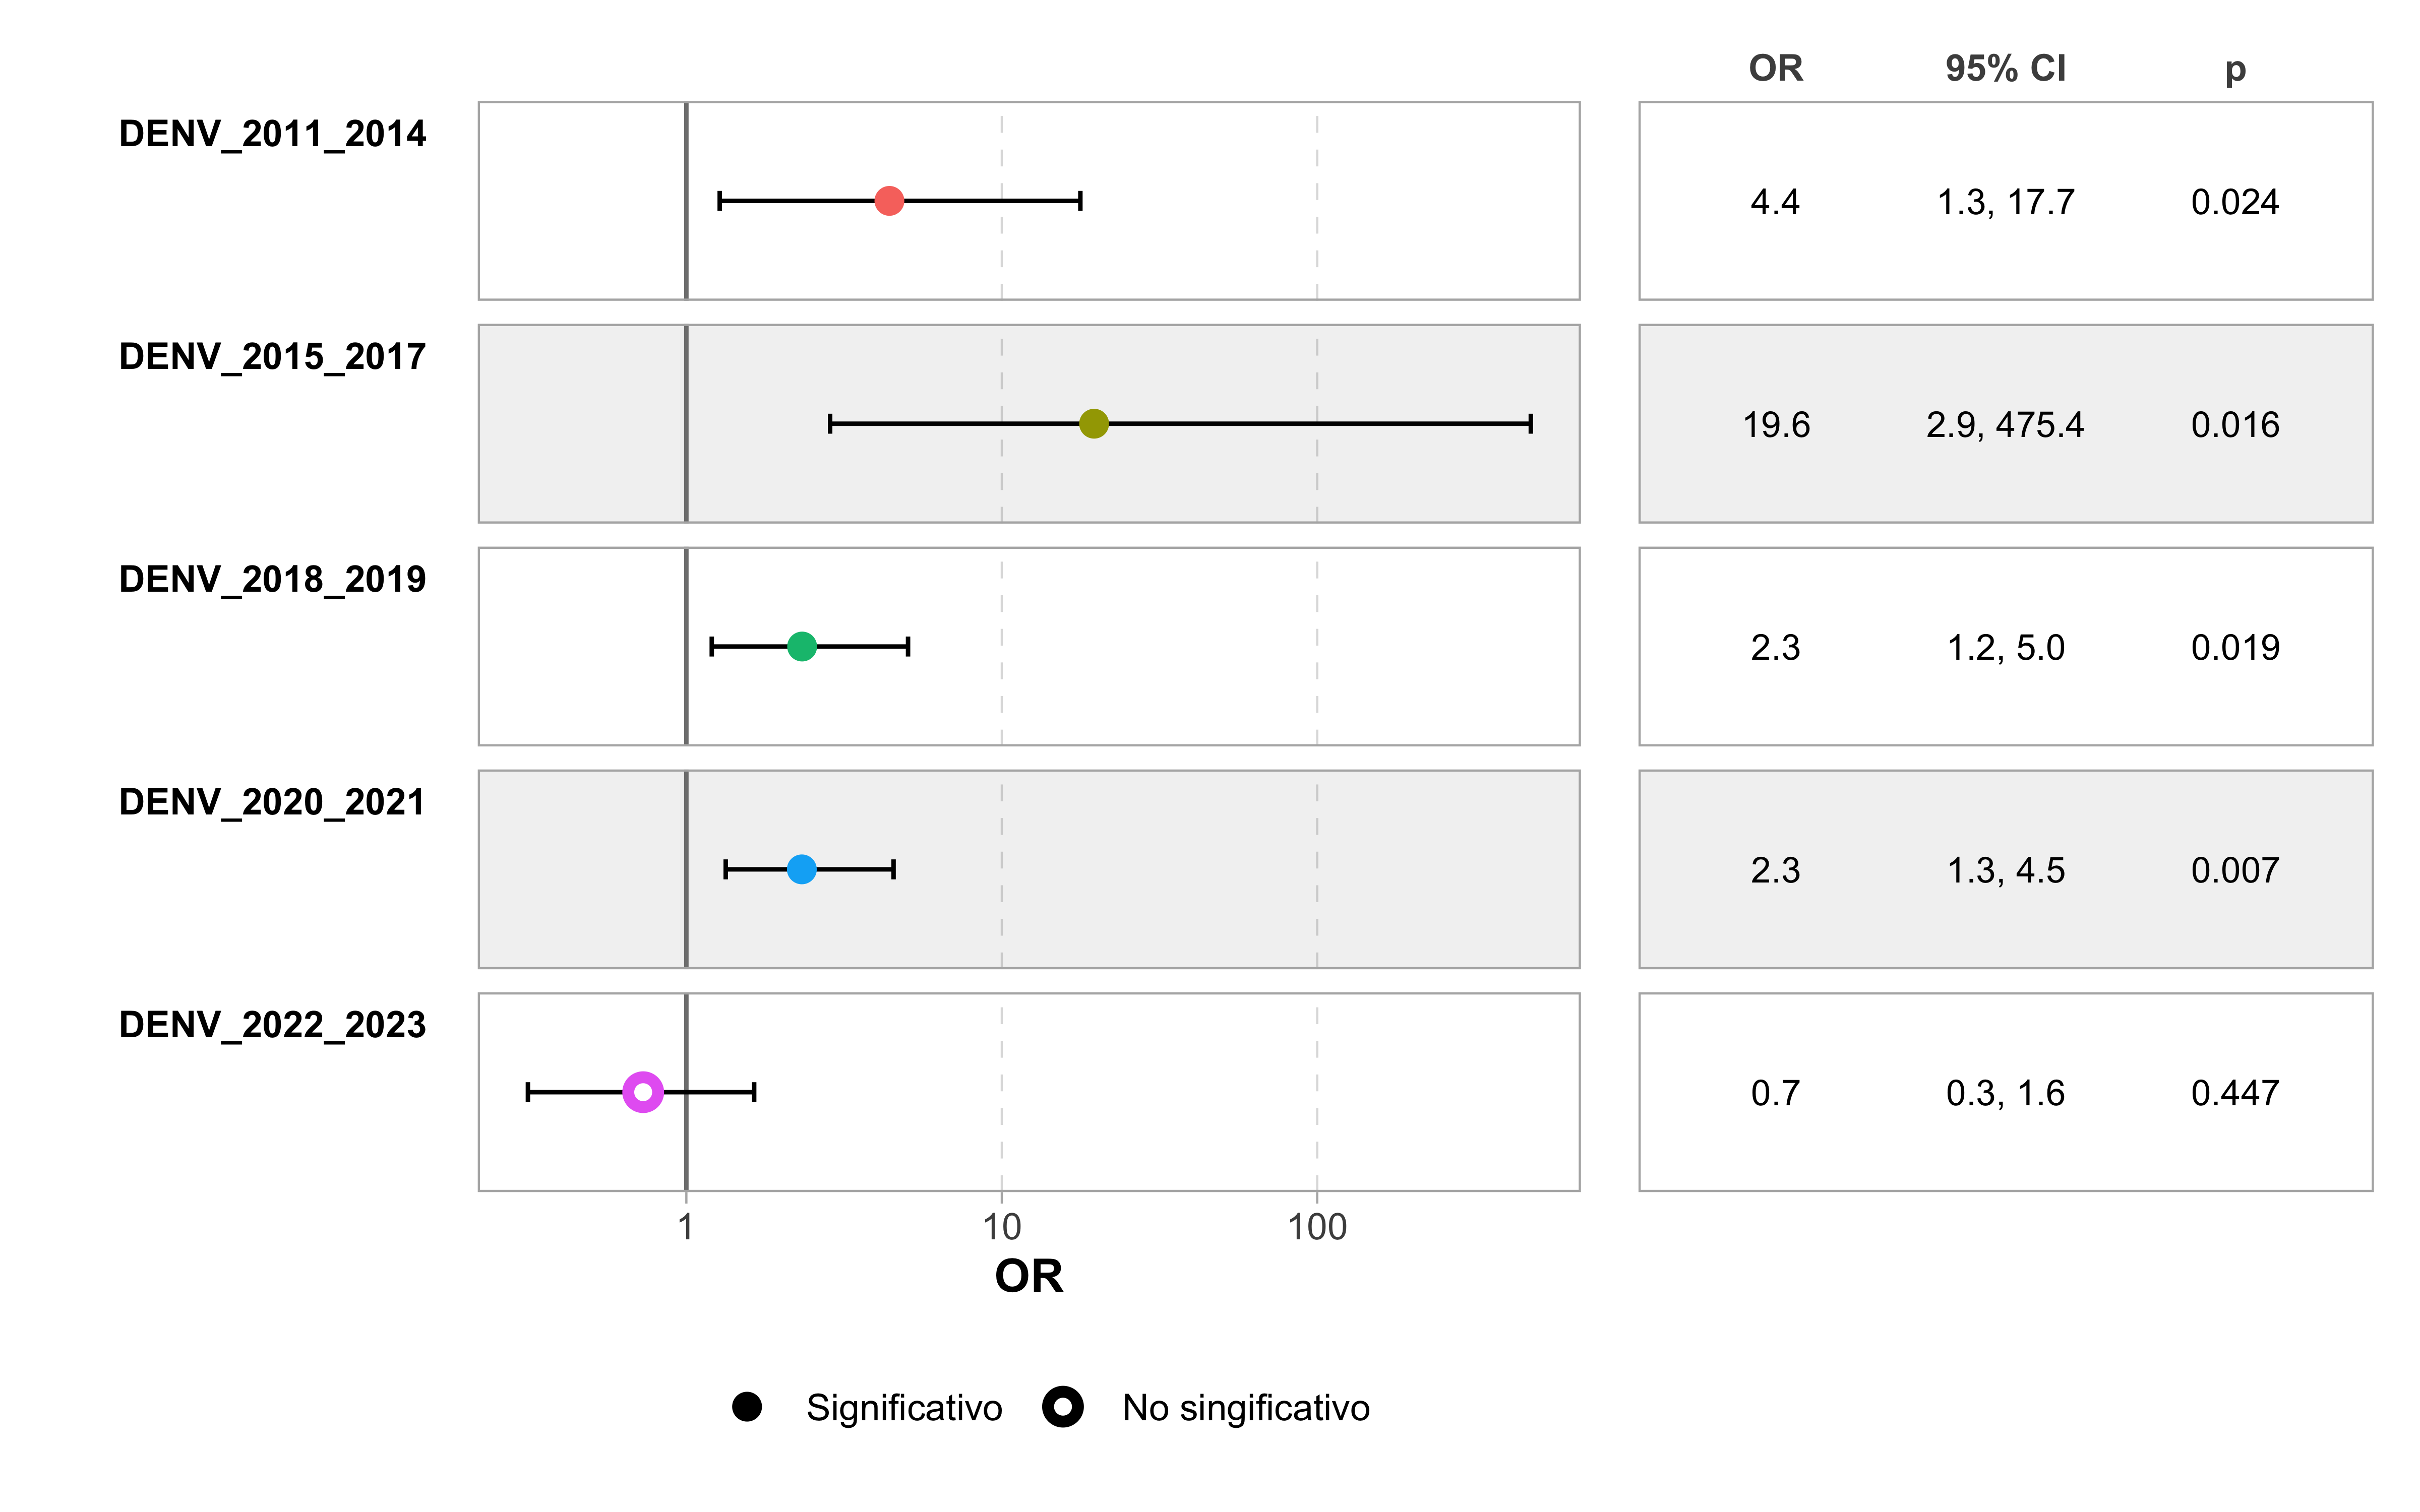 OR 95% CI p
DENV_2011_2014 4.4 1.3, 17.7 0.024
DENV_2015_2017 19.6 2.9, 475.4 0.016
DENV_2018_2019 2.3 1.2, 5.0 0.019
DENV_2020_2021 2.3 1.3, 4.5 0.007
DENV_2022_2023 0.7 0.3, 1.6 0.447
1 10 100
OR
Significativo No singificativo